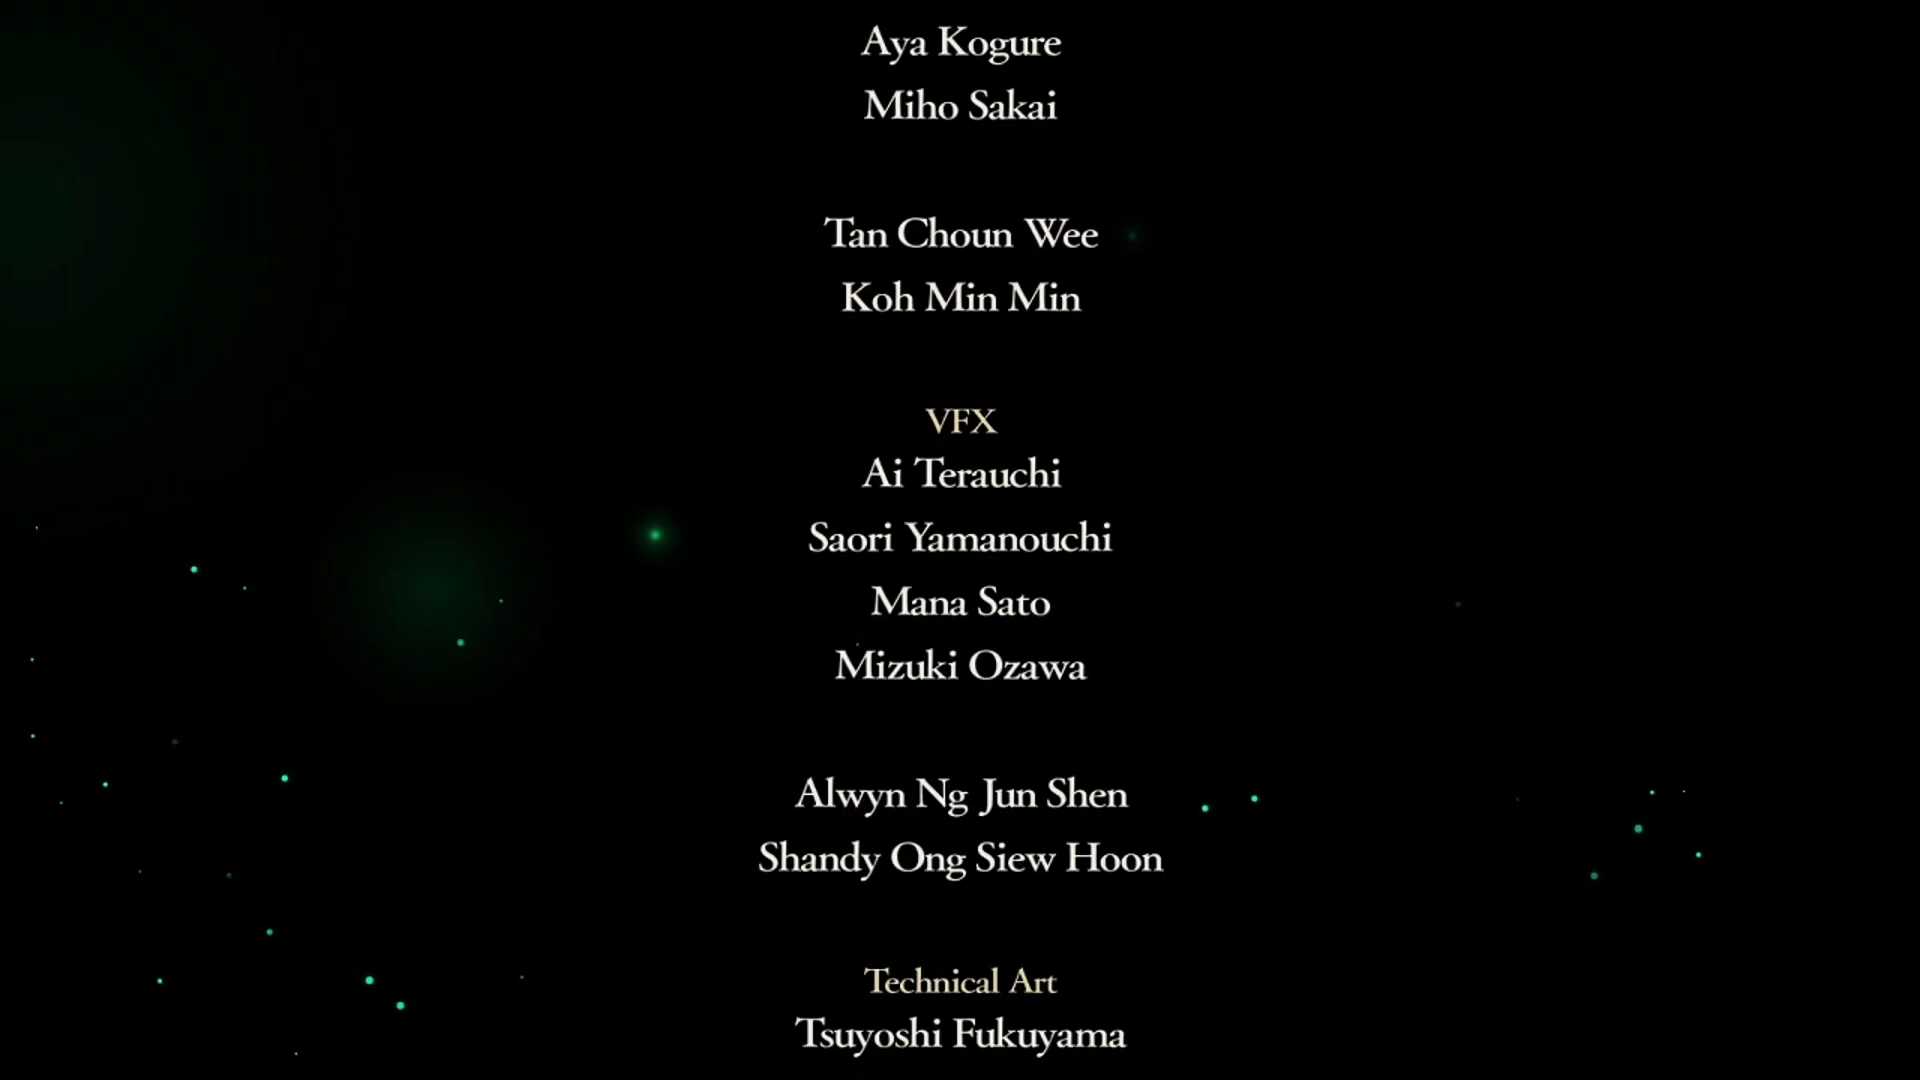 Aya Kogure
Miho Sakai
Tan Choun Wee
Koh Min Min
VFX
Ai Terauchi
Saori Yamanouchi
Mana Sato
Mizuki Ozawa
Alwyn Ng Jun Shen
Shandy Ong Siew Hoon
Technical Art
Tsuyoshi Fukuyama